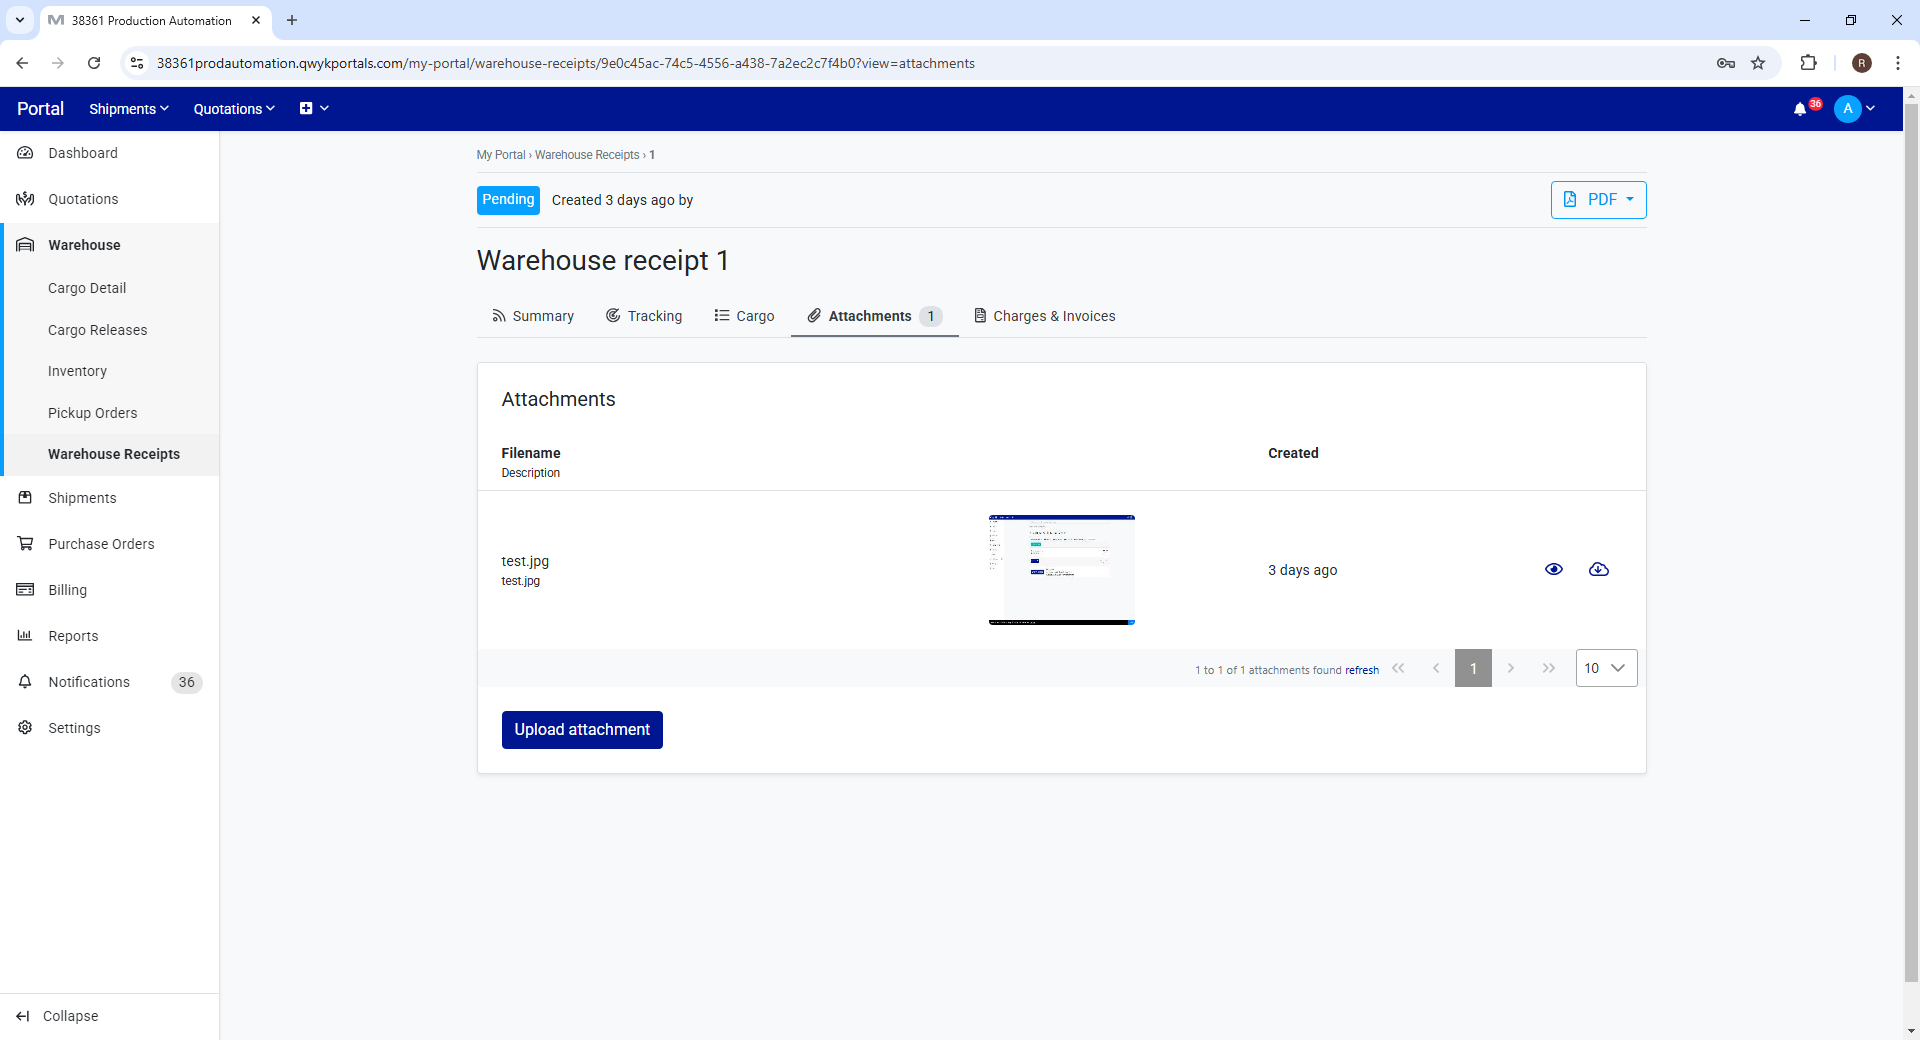 38361 Production Automation
38361prodautomation.qwykportals.com/my-portal/warehouse-receipts/9e0c45ac-74c5-4556-a438-7a2ec2c7f4b0?view=attachments
R
Portal
Shipments
Quotations
36
A
Dashboard
Quotations
Warehouse
Cargo Detail
Cargo Releases
Inventory
Pickup Orders
Warehouse Receipts
Shipments
Purchase Orders
Billing
Reports
Notifications 36
Settings
Collapse
My Portal › Warehouse Receipts › 1
Pending Created 3 days ago by
PDF
Warehouse receipt 1
Summary
Tracking
Cargo
Attachments 1
Charges & Invoices
Attachments
Filename
Description
Created
test.jpg
test.jpg
3 days ago
1 to 1 of 1 attachments found refresh
1
10
Upload attachment